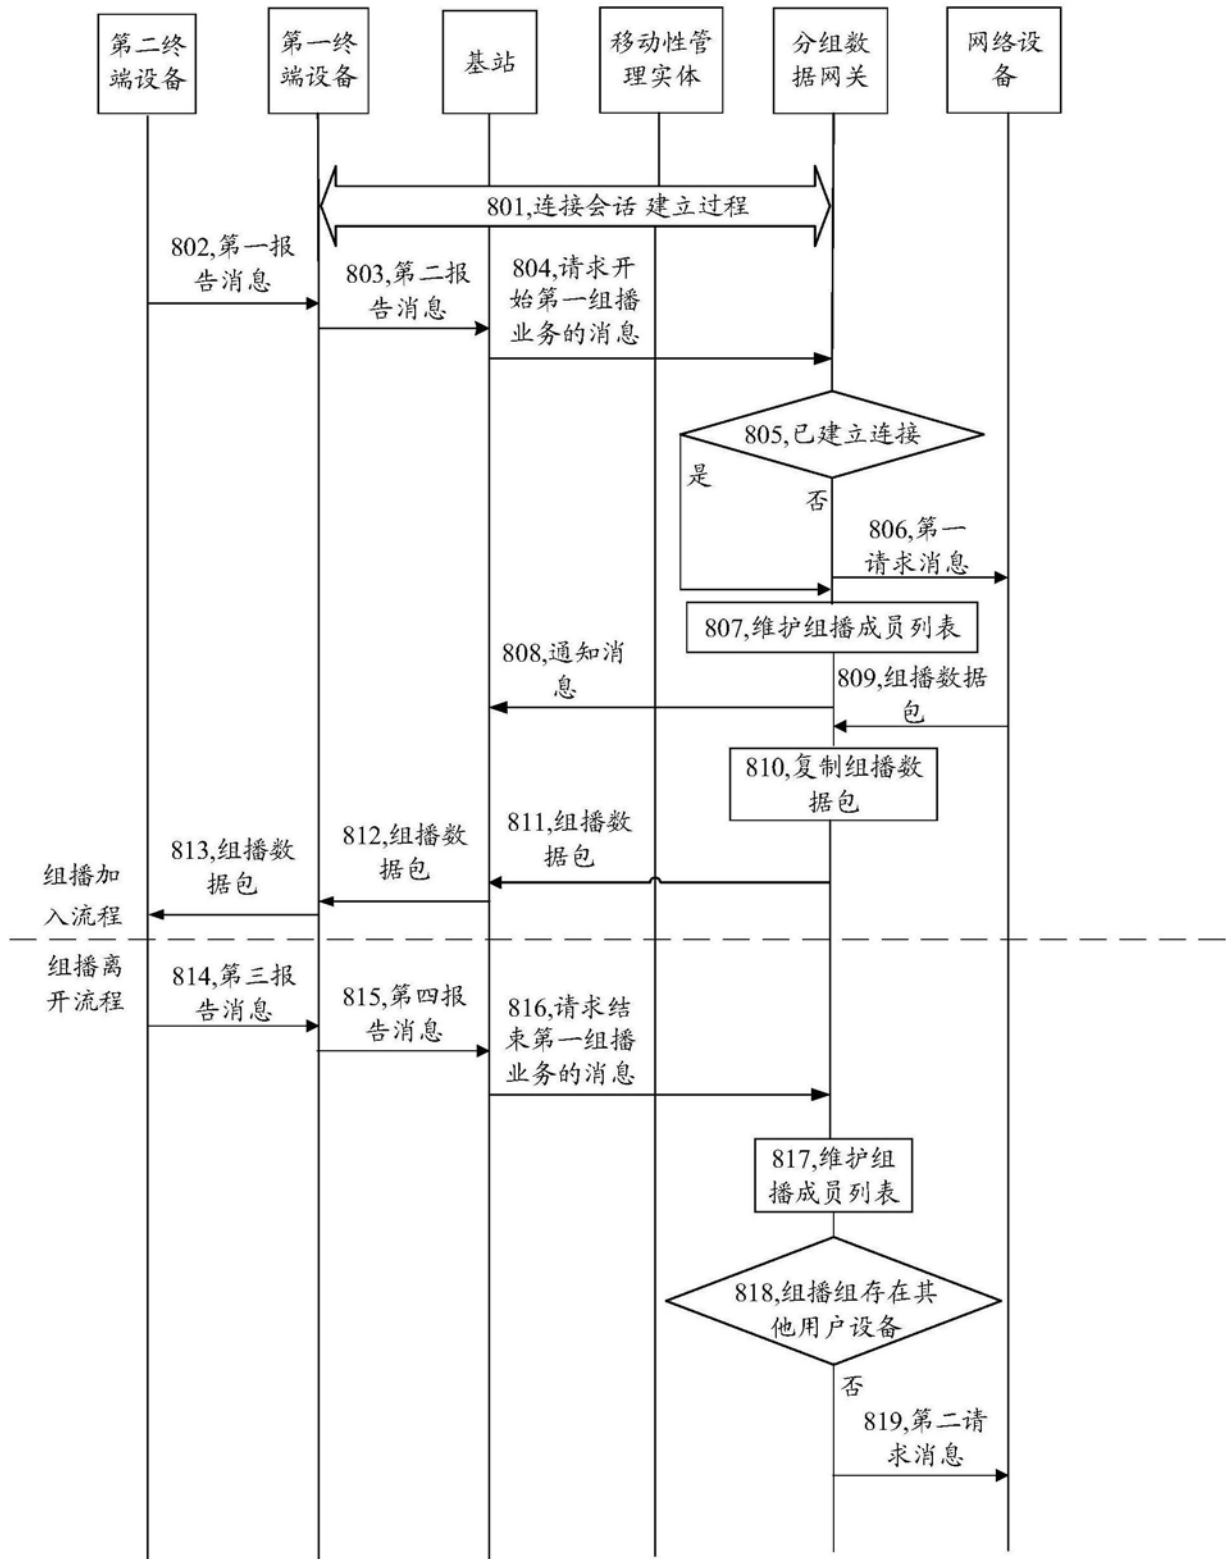 第二终
端设备
第一终
端设备
基站
移动性管
理实体
分组数
据网关
网络设
备
801,连接会话 建立过程
802,第一报
告消息
803,第二报
告消息
804,请求开
始第一组播
业务的消息
805,已建立连接
是
否
806,第一
请求消息
807,维护组播成员列表
808,通知消
息
809,组播数据
包
810,复制组播数
据包
811,组播数
据包
812,组播数
据包
813,组播数
据包
组播加
入流程
组播离
开流程
814,第三报
告消息
815,第四报
告消息
816,请求结
束第一组播
业务的消息
817,维护组
播成员列表
818,组播组存在其
他用户设备
否
819,第二请
求消息